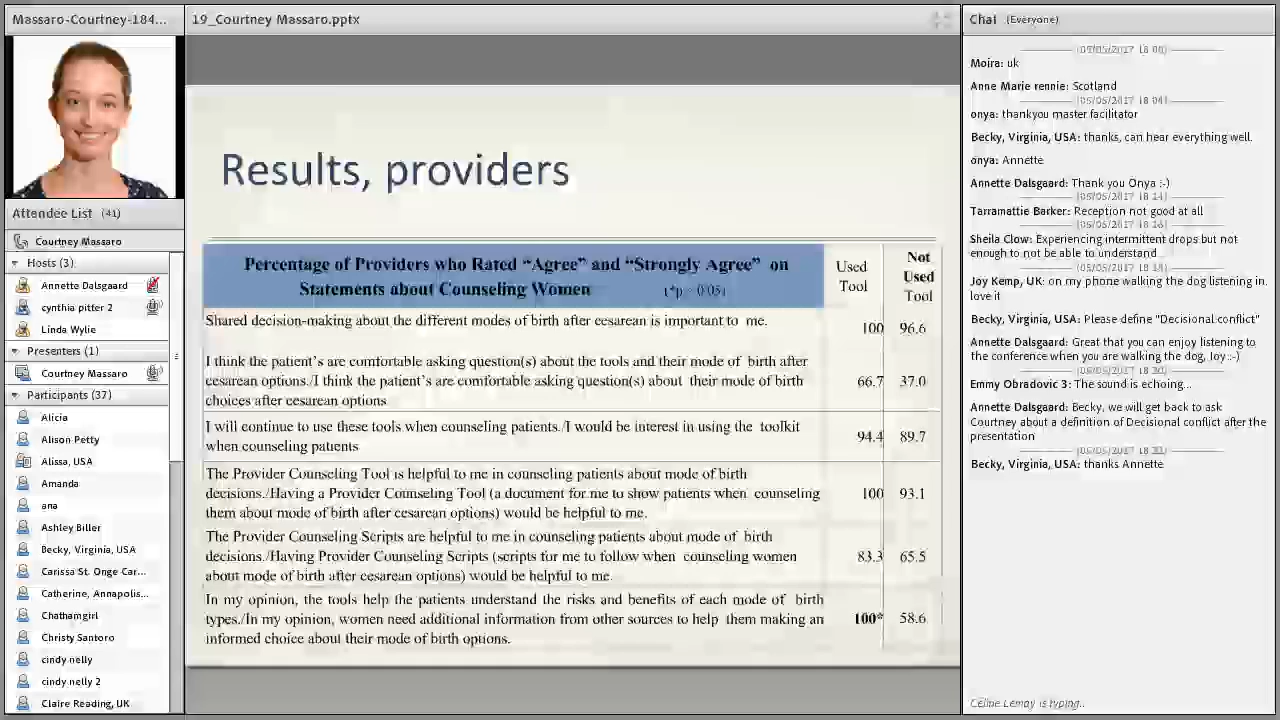 Massaro-Courtney-184...
19_Courtney Massaro.pptx
Attendee List (41)
Courtney Massaro
Hosts (3)
Annette Dalsgaard
cynthia pitter 2
Linda Wylie
Presenters (1)
Courtney Massaro
Participants (37)
Alicia
Alison Petty
Alissa, USA
Amanda
ana
Ashley Biller
Becky, Virginia, USA
Carissa St. Onge Car...
Catherine, Annapolis...
Chathamgirl
Christy Santoro
cindy nelly
cindy nelly 2
Claire Reading, UK
Results, providers
Percentage of Providers who Rated “Agree” and “Strongly Agree” on
Statements about Counseling Women (*p < 0.05)
Used
Tool
Not
Used
Tool
Shared decision-making about the different modes of birth after cesarean is important to me.
100 96.6
I think the patient’s are comfortable asking question(s) about the tools and their mode of birth after
cesarean options./I think the patient’s are comfortable asking question(s) about their mode of birth
choices after cesarean options
66.7 37.0
I will continue to use these tools when counseling patients./I would be interest in using the toolkit
when counseling patients
94.4 89.7
The Provider Counseling Tool is helpful to me in counseling patients about mode of birth
decisions./Having a Provider Counseling Tool (a document for me to show patients when counseling
them about mode of birth after cesarean options) would be helpful to me.
100 93.1
The Provider Counseling Scripts are helpful to me in counseling patients about mode of birth
decisions./Having Provider Counseling Scripts (scripts for me to follow when counseling women
about mode of birth after cesarean options) would be helpful to me.
83.3 65.5
In my opinion, the tools help the patients understand the risks and benefits of each mode of birth
types./In my opinion, women need additional information from other sources to help them making an
informed choice about their mode of birth options.
100* 58.6
Chat (Everyone)
Moira: uk
Anne Marie rennie: Scotland
onya: thankyou master facilitator
Becky, Virginia, USA: thanks, can hear everything well.
onya: Annette
Annette Dalsgaard: Thank you Onya :-)
Tarramattie Barker: Reception not good at all
Sheila Clow: Experiencing intermittent drops but not
enough to not be able to understand
Joy Kemp, UK: on my phone walking the dog listening in.
love it
Becky, Virginia, USA: Please define "Decisional conflict"
Annette Dalsgaard: Great that you can enjoy listening to
the conference when you are walking the dog, Joy :-)
Emmy Obradovic 3: The sound is echoing...
Annette Dalsgaard: Becky, we will get back to ask
Courtney about a definition of Decisional conflict after the
presentation
Becky, Virginia, USA: thanks Annette
Céline Lemay is typing...